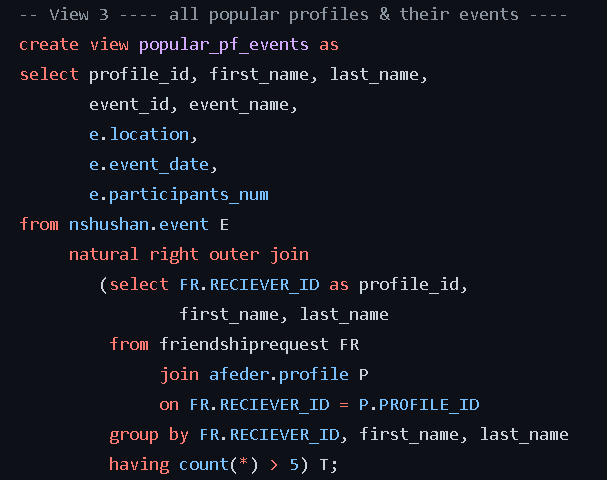 -- View 3 ---- all popular profiles & their events ----
create view popular_pf_events as
select profile_id, first_name, last_name,
       event_id, event_name,
       e.location,
       e.event_date,
       e.participants_num
from nshushan.event E
     natural right outer join
        (select FR.RECIEVER_ID as profile_id,
                first_name, last_name
         from friendshiprequest FR
              join afeder.profile P
              on FR.RECIEVER_ID = P.PROFILE_ID
         group by FR.RECIEVER_ID, first_name, last_name
         having count(*) > 5) T;